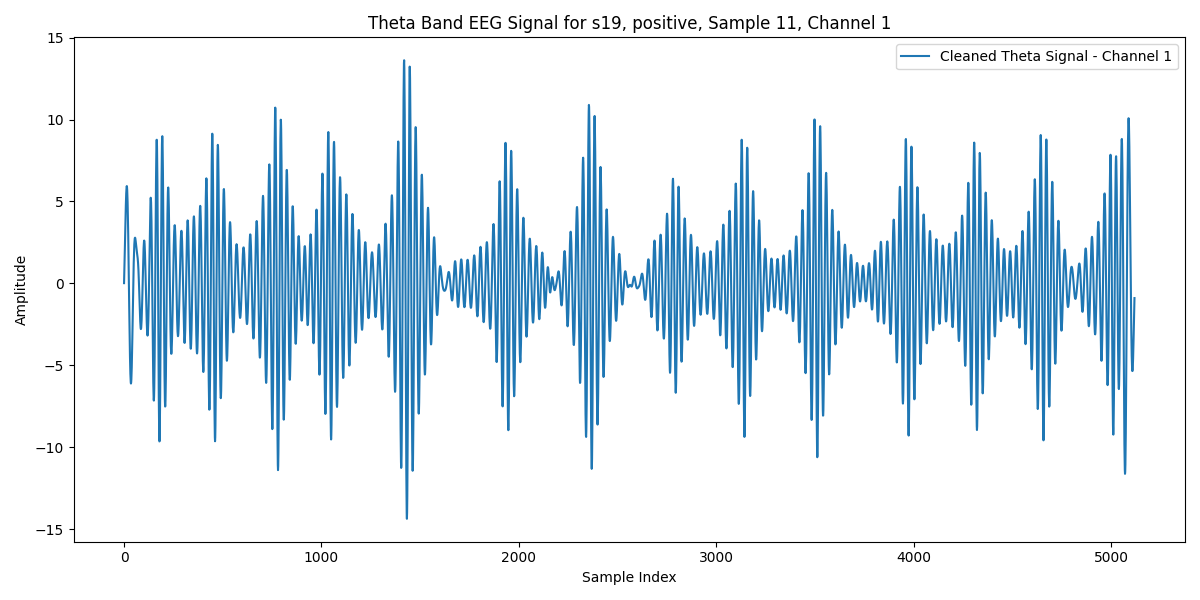 Theta Band EEG Signal for s19, positive, Sample 11, Channel 1
Cleaned Theta Signal - Channel 1
Amplitude
15
10
5
0
−5
−10
−15
0 1000 2000 3000 4000 5000
Sample Index